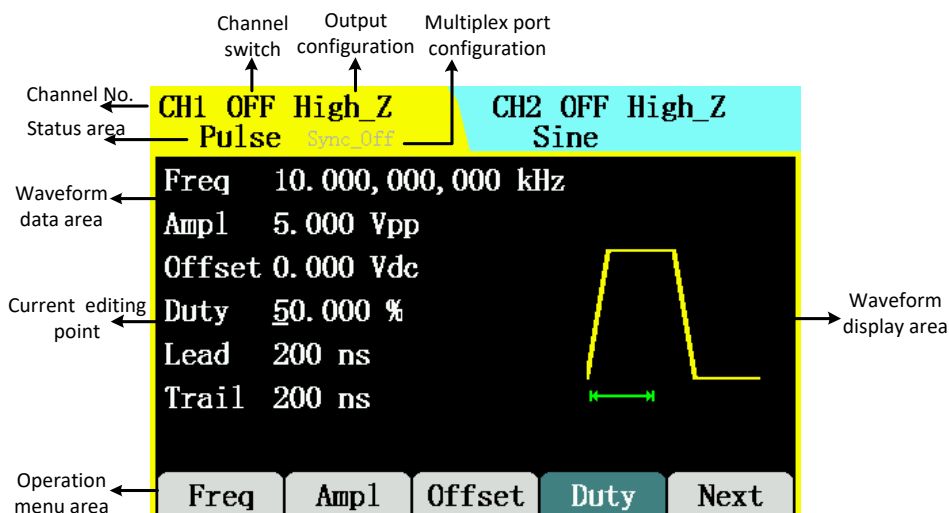 Channel switch
Output configuration
Multiplex port configuration
Channel No.
CH1 OFF High_Z
CH2 OFF High_Z
Status area
Pulse Sync_Off
Sine
Waveform data area
Freq 10.000,000,000 kHz
Ampl 5.000 Vpp
Offset 0.000 Vdc
Current editing point
Duty 50.000 %
Waveform display area
Lead 200 ns
Trail 200 ns
Operation menu area
Freq Ampl Offset Duty Next